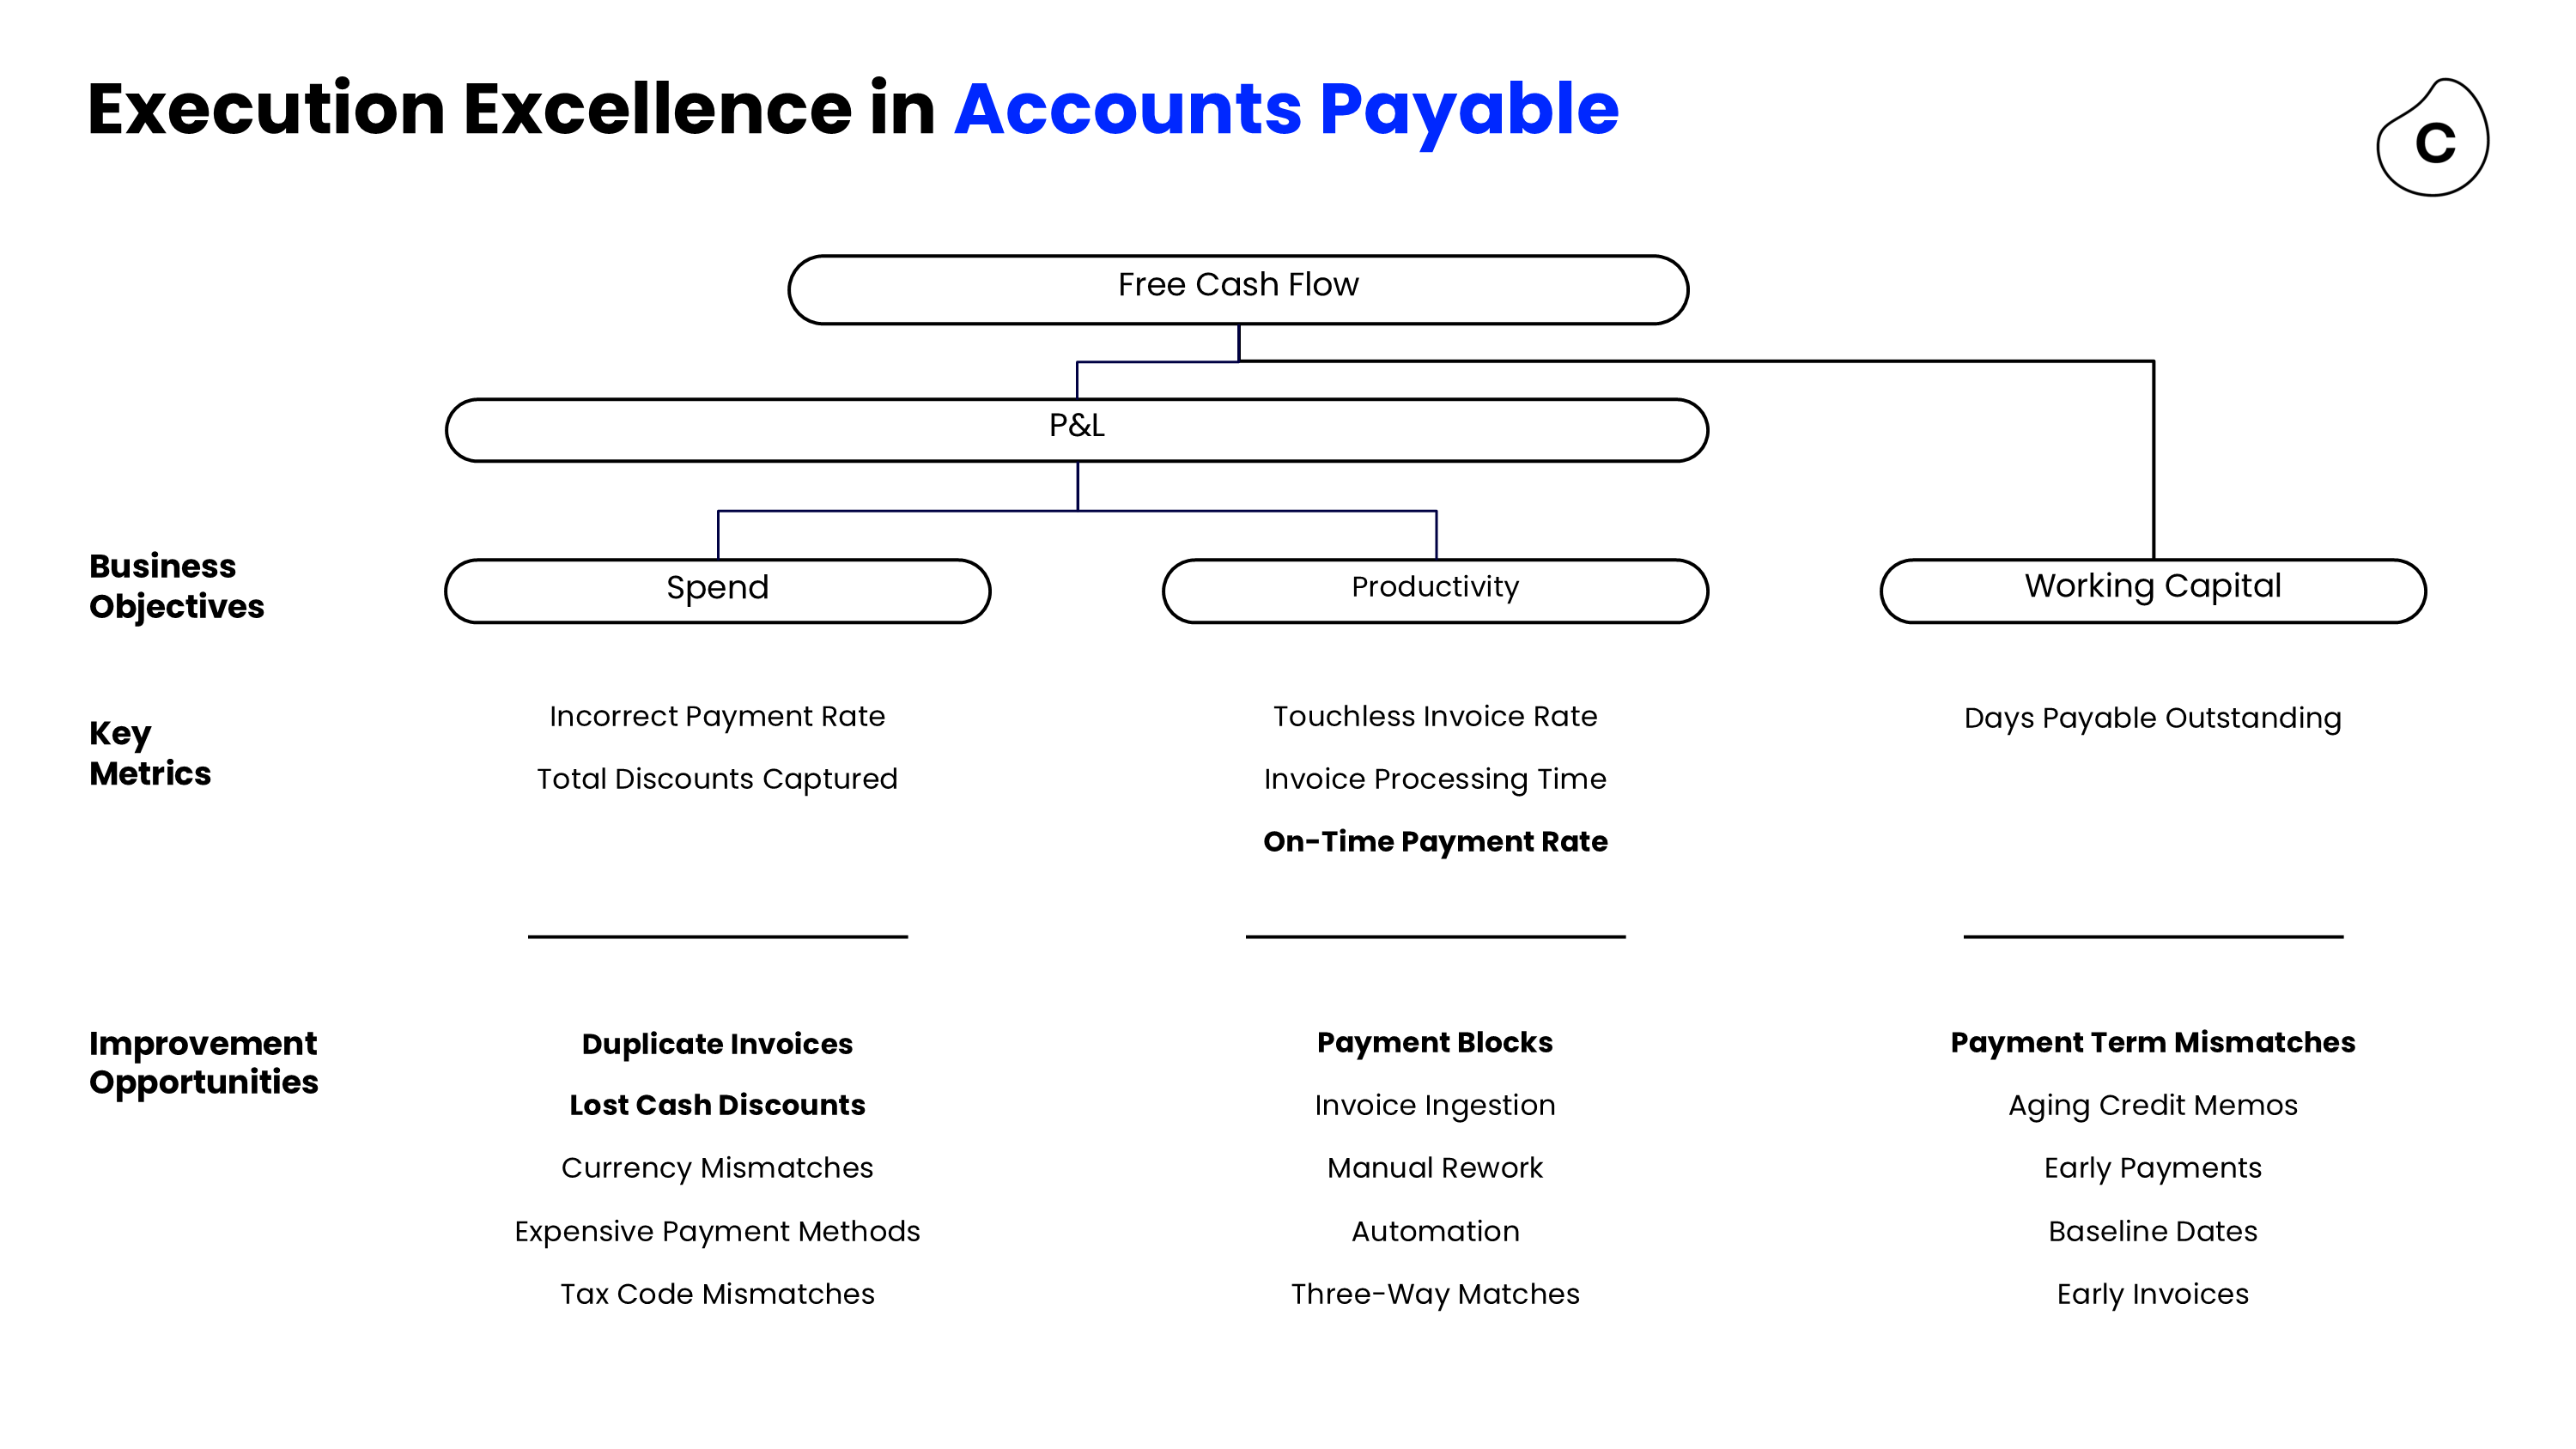 Execution Excellence in Accounts Payable
C
Free Cash Flow
P&L
Business
Objectives
Spend
Productivity
Working Capital
Key
Metrics
Incorrect Payment Rate
Total Discounts Captured
Touchless Invoice Rate
Invoice Processing Time
On-Time Payment Rate
Days Payable Outstanding
Improvement
Opportunities
Duplicate Invoices
Lost Cash Discounts
Currency Mismatches
Expensive Payment Methods
Tax Code Mismatches
Payment Blocks
Invoice Ingestion
Manual Rework
Automation
Three-Way Matches
Payment Term Mismatches
Aging Credit Memos
Early Payments
Baseline Dates
Early Invoices